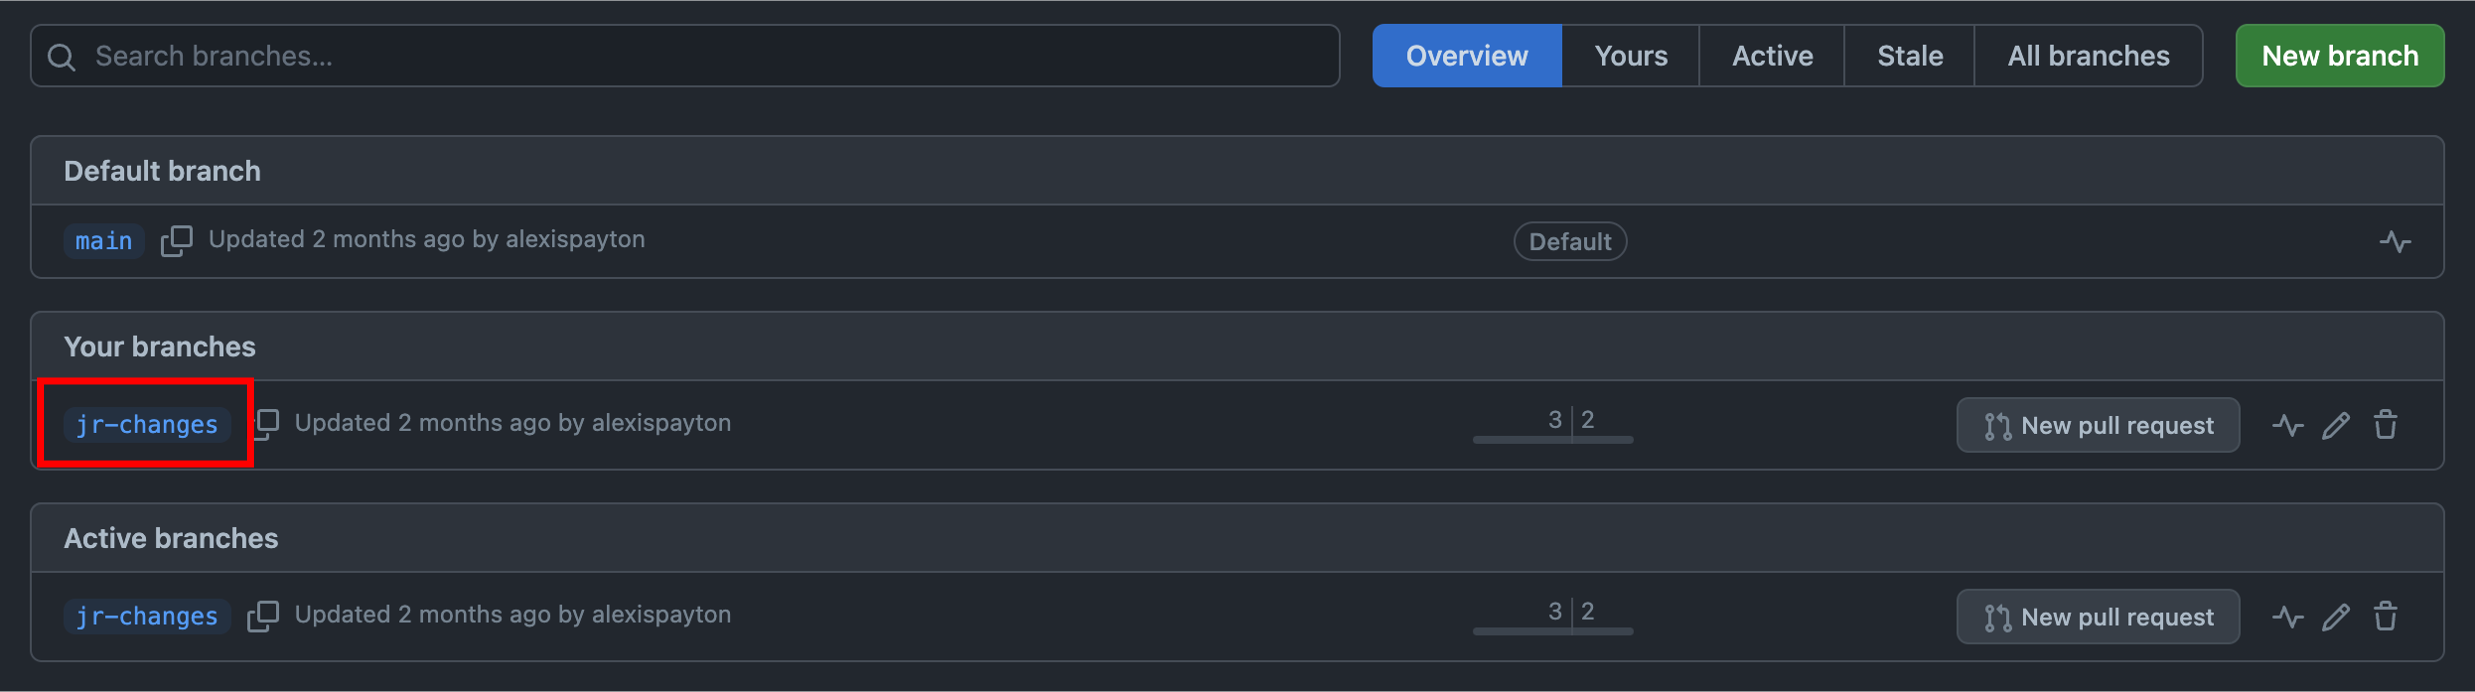 Search branches...
Overview Yours Active Stale All branches
New branch
Default branch
main Updated 2 months ago by alexispayton Default
Your branches
jr-changes Updated 2 months ago by alexispayton 3 2 New pull request
Active branches
jr-changes Updated 2 months ago by alexispayton 3 2 New pull request